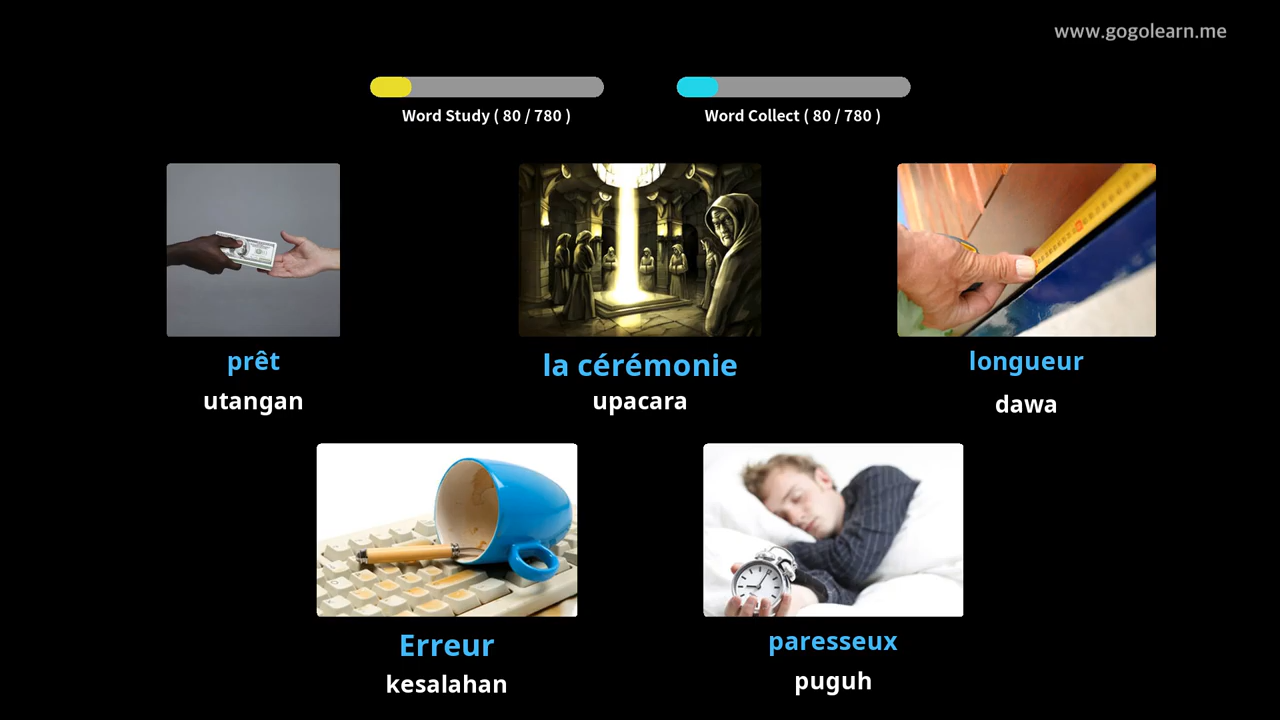 www.gogolearn.me
Word Study ( 80 / 780 )
Word Collect ( 80 / 780 )
prêt
utangan
la cérémonie
upacara
longueur
dawa
Erreur
kesalahan
paresseux
puguh